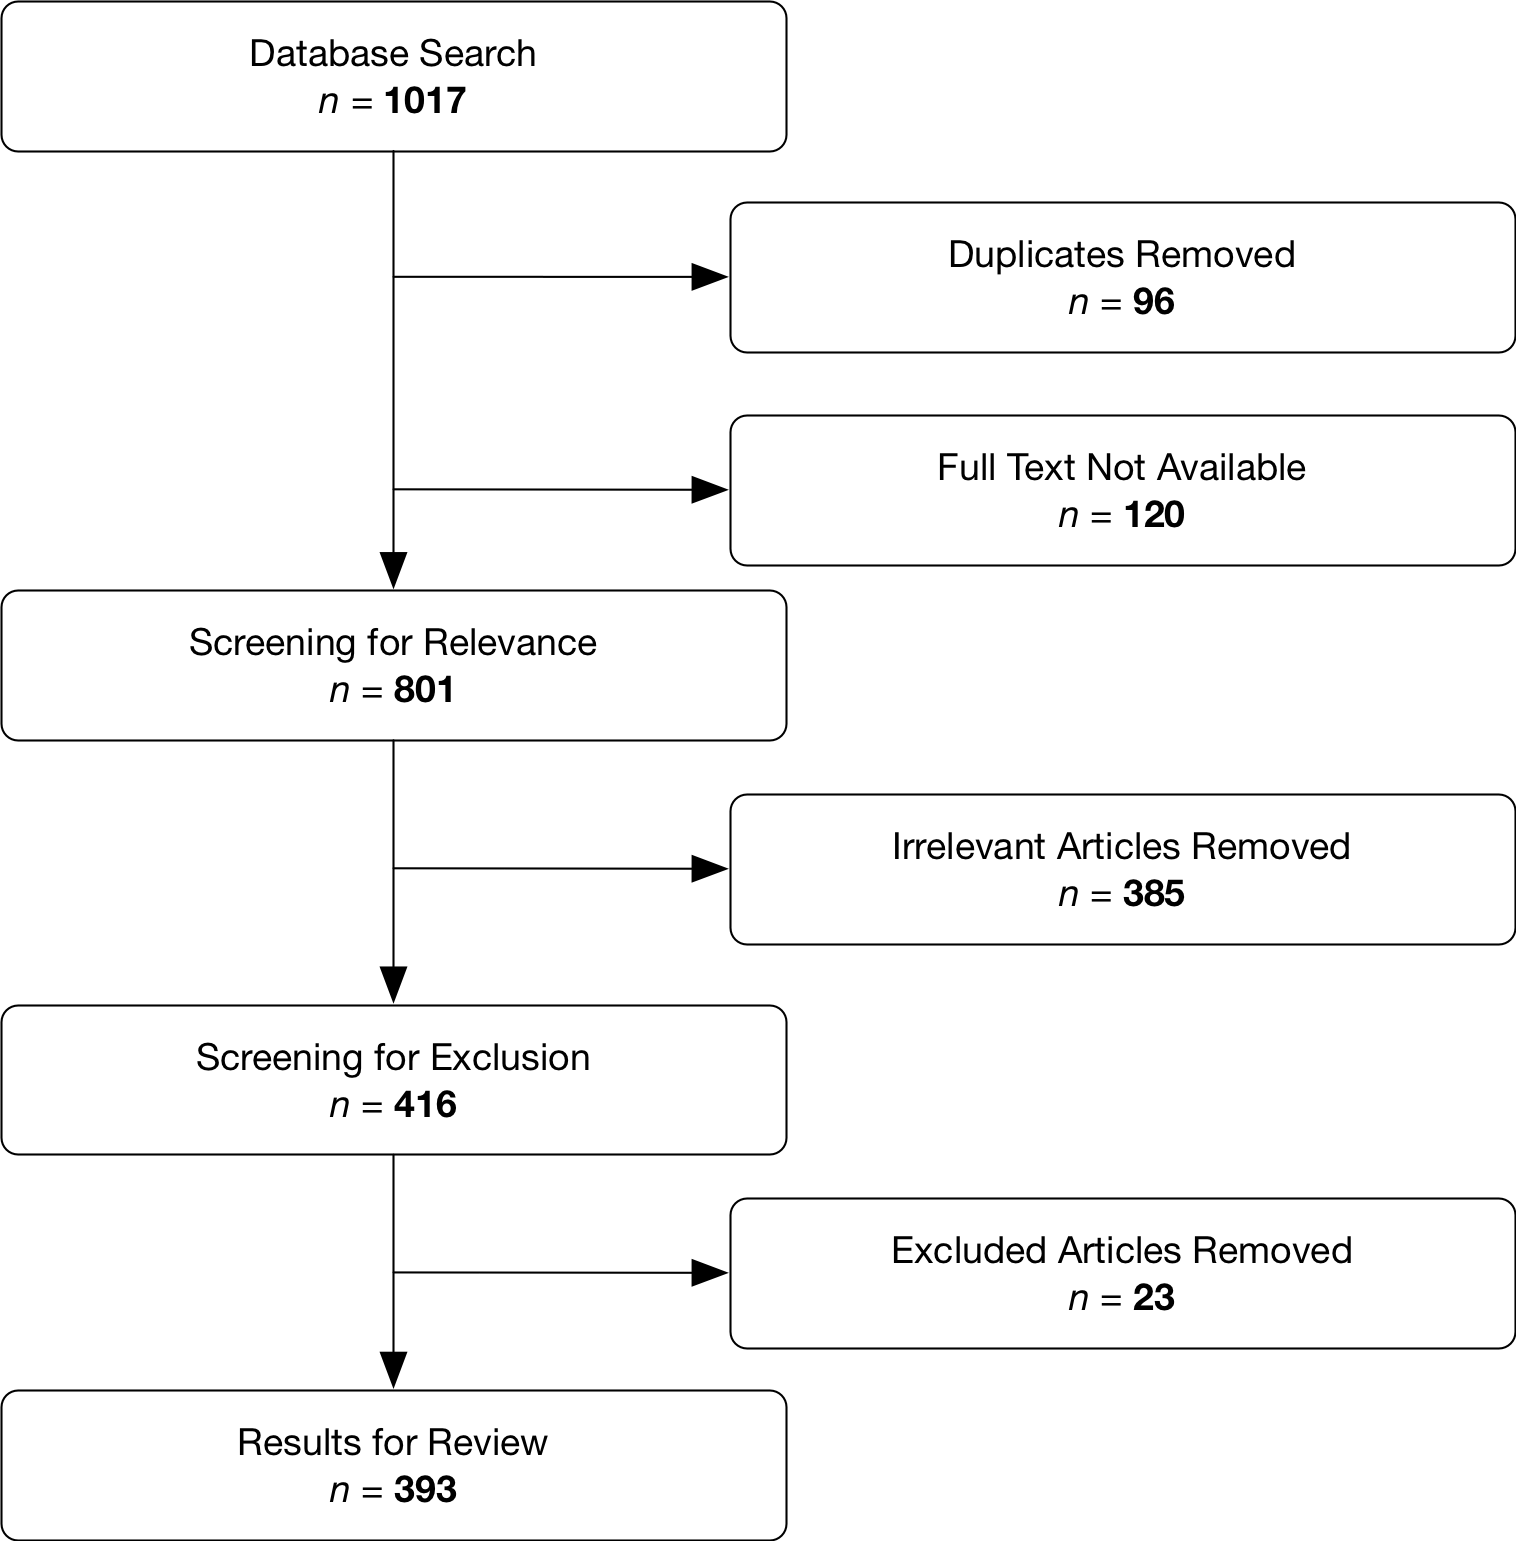 Database Search
n = 1017
Duplicates Removed
n = 96
Full Text Not Available
n = 120
Screening for Relevance
n = 801
Irrelevant Articles Removed
n = 385
Screening for Exclusion
n = 416
Excluded Articles Removed
n = 23
Results for Review
n = 393